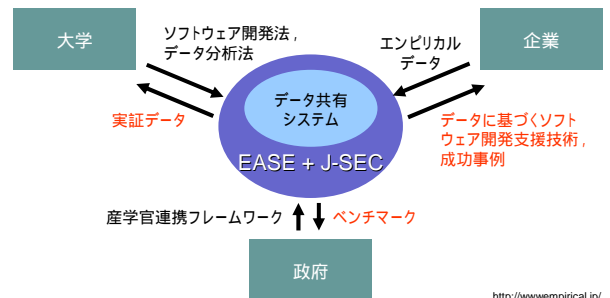 大学
ソフトウェア開発法，
データ分析法
エンピリカル
データ
企業
データ共有
システム
実証データ
EASE + J-SEC
データに基づくソフト
ウェア開発支援技術，
成功事例
産学官連携フレームワーク
ベンチマーク
政府
http://wwwempirical.jp/